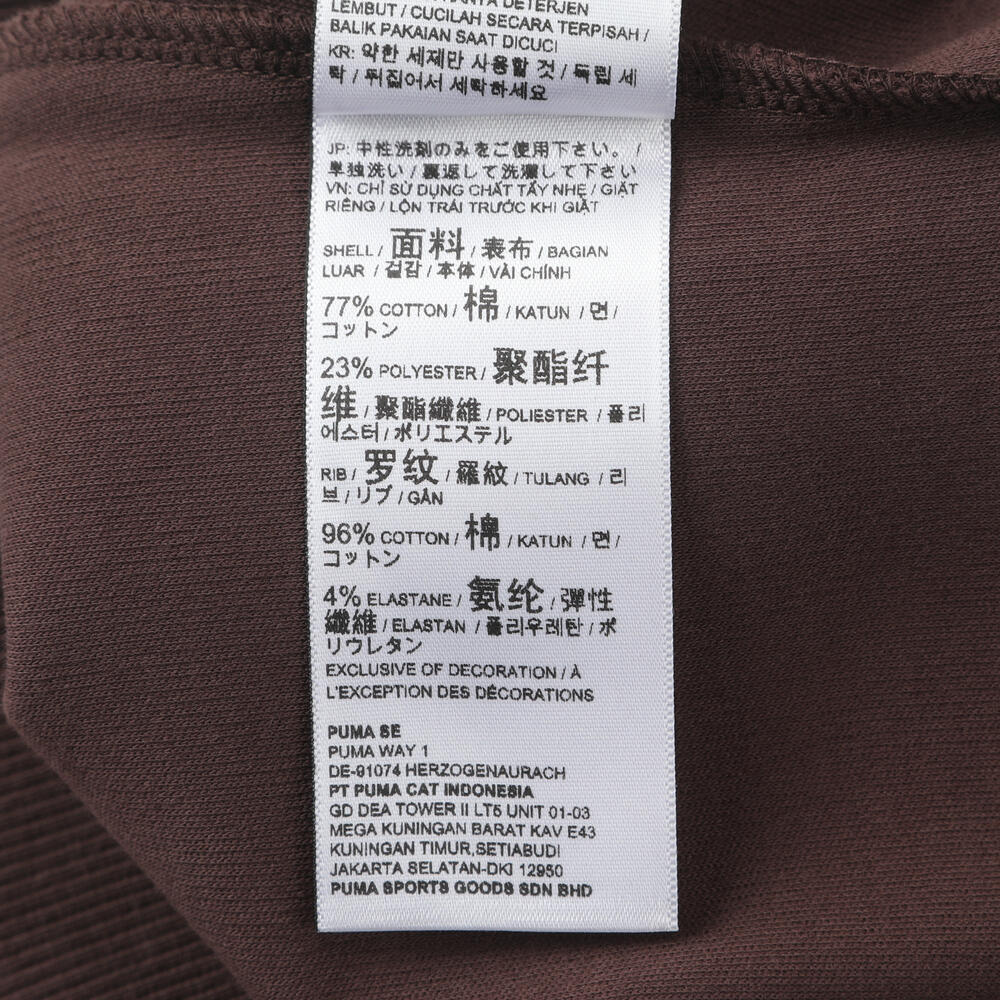 DETERJEN
LEMBUT / CUCILAH SECARA TERPISAH /
BALIK PAKAIAN SAAT DICUCI
KR: 약한 세제만 사용할 것 / 독립 세
탁 / 뒤집어서 세탁하세요
JP: 中性洗剤のみをご使用下さい。 /
単独洗い / 裏返して洗濯して下さい
VN: CHỈ SỬ DỤNG CHẤT TẨY NHẸ / GIẶT
RIÊNG / LỘN TRÁI TRƯỚC KHI GIẶT
SHELL / 面料 / 表布 / BAGIAN
LUAR / 겉감 / 本体 / VẢI CHÍNH
77% COTTON / 棉 / KATUN / 면 /
コットン
23% POLYESTER / 聚酯纤
维 / 聚酯纖維 / POLIESTER / 폴리
에스터 / ポリエステル
RIB / 罗纹 / 羅紋 / TULANG / 리
브 / リブ / GÂN
96% COTTON / 棉 / KATUN / 면 /
コットン
4% ELASTANE / 氨纶 / 彈性
纖維 / ELASTAN / 폴리우레탄 / ポ
リウレタン
EXCLUSIVE OF DECORATION / À
L'EXCEPTION DES DÉCORATIONS
PUMA SE
PUMA WAY 1
DE-91074 HERZOGENAURACH
PT PUMA CAT INDONESIA
GD DEA TOWER II LT5 UNIT 01-03
MEGA KUNINGAN BARAT KAV E43
KUNINGAN TIMUR,SETIABUDI
JAKARTA SELATAN-DKI 12950
PUMA SPORTS GOODS SDN BHD